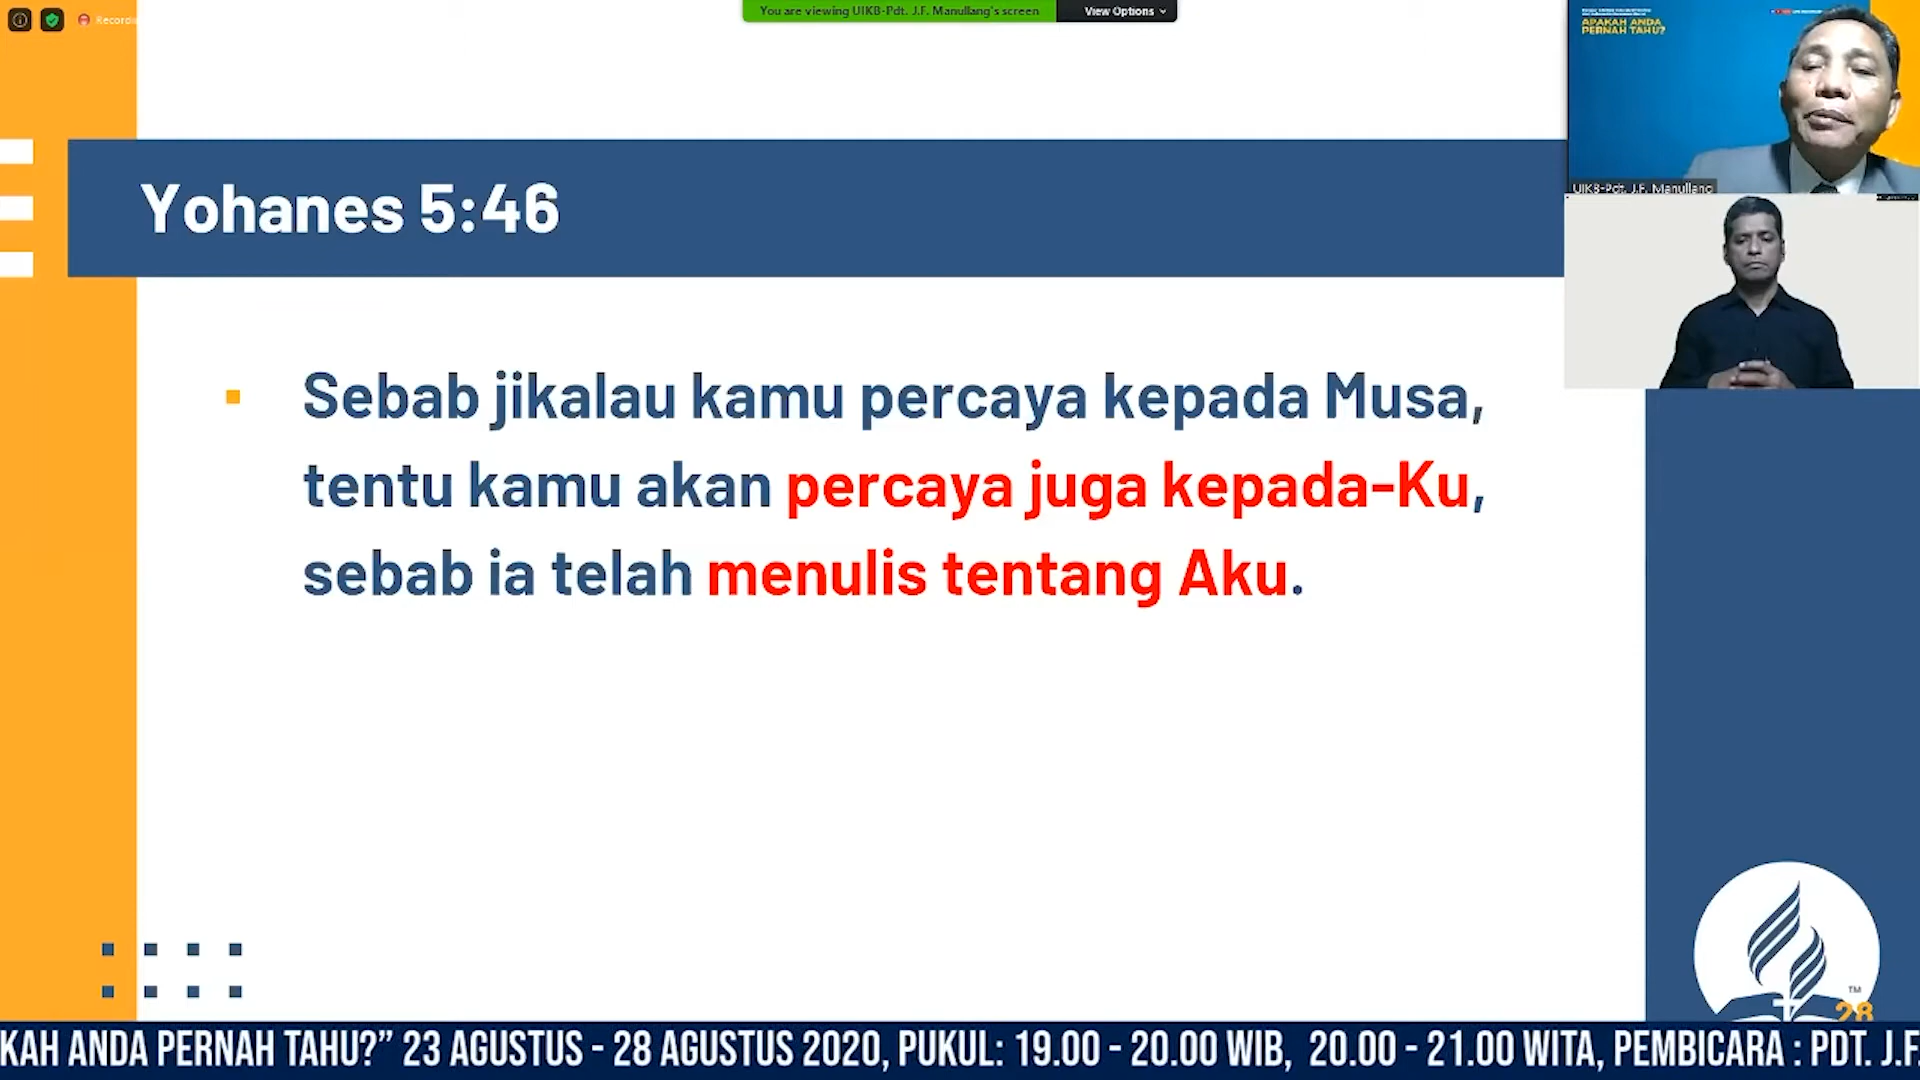 You are viewing UIKB-Pdt. J.F. Manullang's screen
View Options
APAKAH ANDA
PERNAH TAHU?
UIKB-Pdt. J.F. Manullang
Yohanes 5:46
Sebab jikalau kamu percaya kepada Musa,
tentu kamu akan percaya juga kepada-Ku,
sebab ia telah menulis tentang Aku.
TM
28
KAH ANDA PERNAH TAHU?” 23 AGUSTUS - 28 AGUSTUS 2020, PUKUL: 19.00 - 20.00 WIB, 20.00 - 21.00 WITA, PEMBICARA : PDT. J.F.